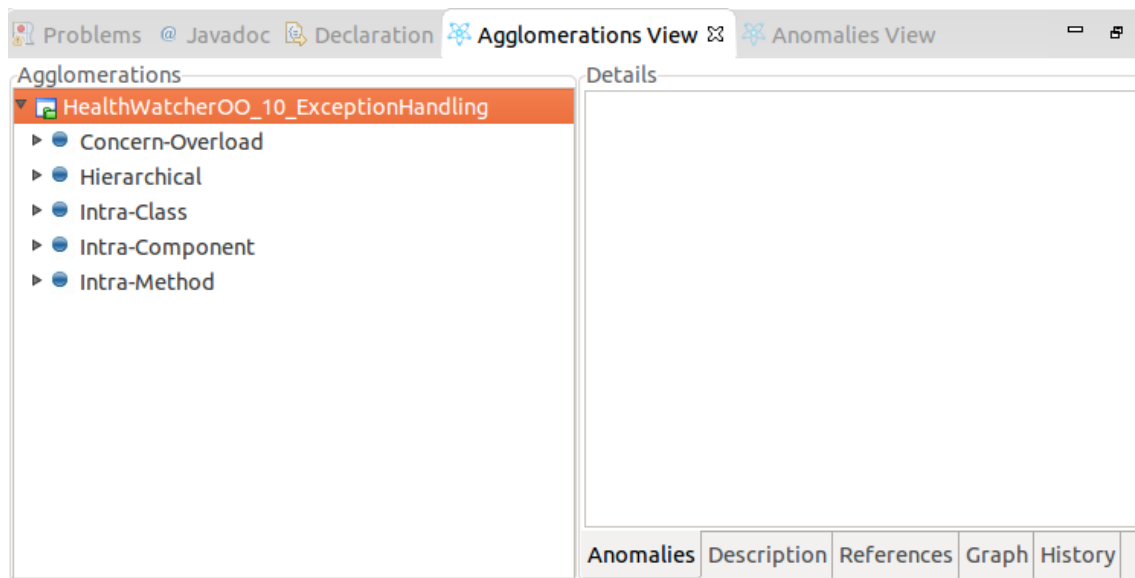 Problems @ Javadoc Declaration Agglomerations View Anomalies View
Agglomerations
HealthWatcherOO_10_ExceptionHandling
Concern-Overload
Hierarchical
Intra-Class
Intra-Component
Intra-Method
Details
Anomalies Description References Graph History